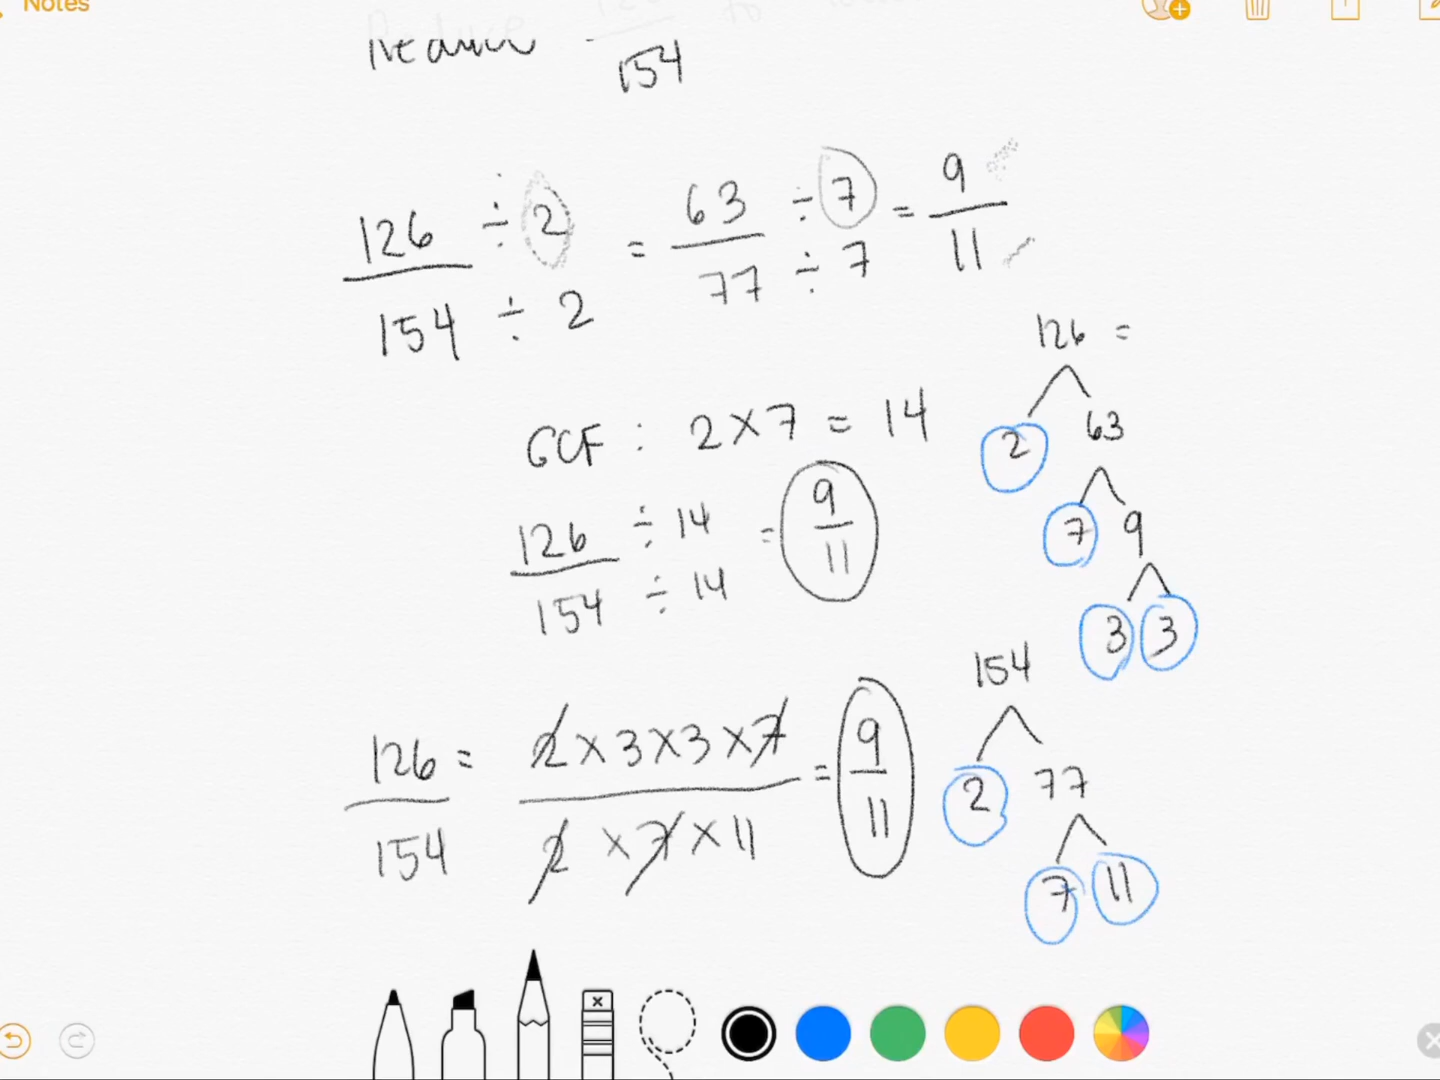 Notes
Reduce
154
126 ÷ 2 = 63 ÷ 7 = 9
154 ÷ 2 77 ÷ 7 11
126 =
2 63
7 9
3 3
GCF : 2 × 7 = 14
126 ÷ 14 = 9
154 ÷ 14 11
154
2 77
7 11
126 = 2 × 3 × 3 × 7 = 9
154 2 × 7 × 11 11